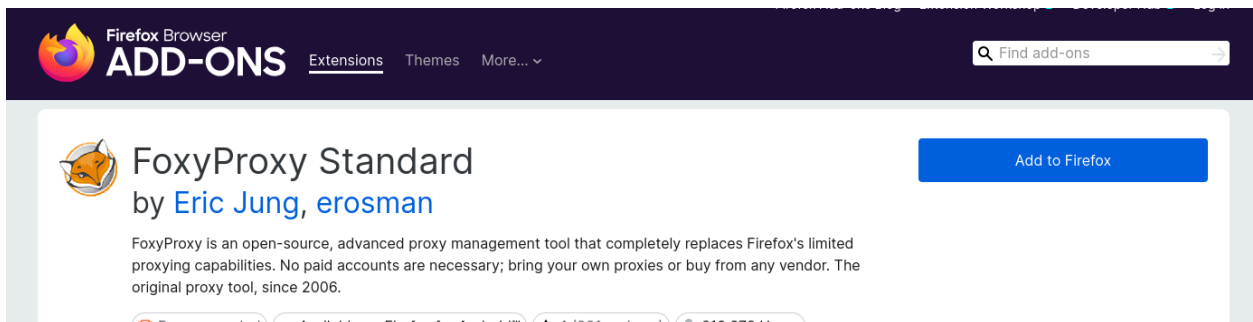 Firefox Browser
ADD-ONS
Extensions Themes More...
Find add-ons
FoxyProxy Standard
Add to Firefox
by Eric Jung, erosman
FoxyProxy is an open-source, advanced proxy management tool that completely replaces Firefox's limited
proxying capabilities. No paid accounts are necessary; bring your own proxies or buy from any vendor. The
original proxy tool, since 2006.